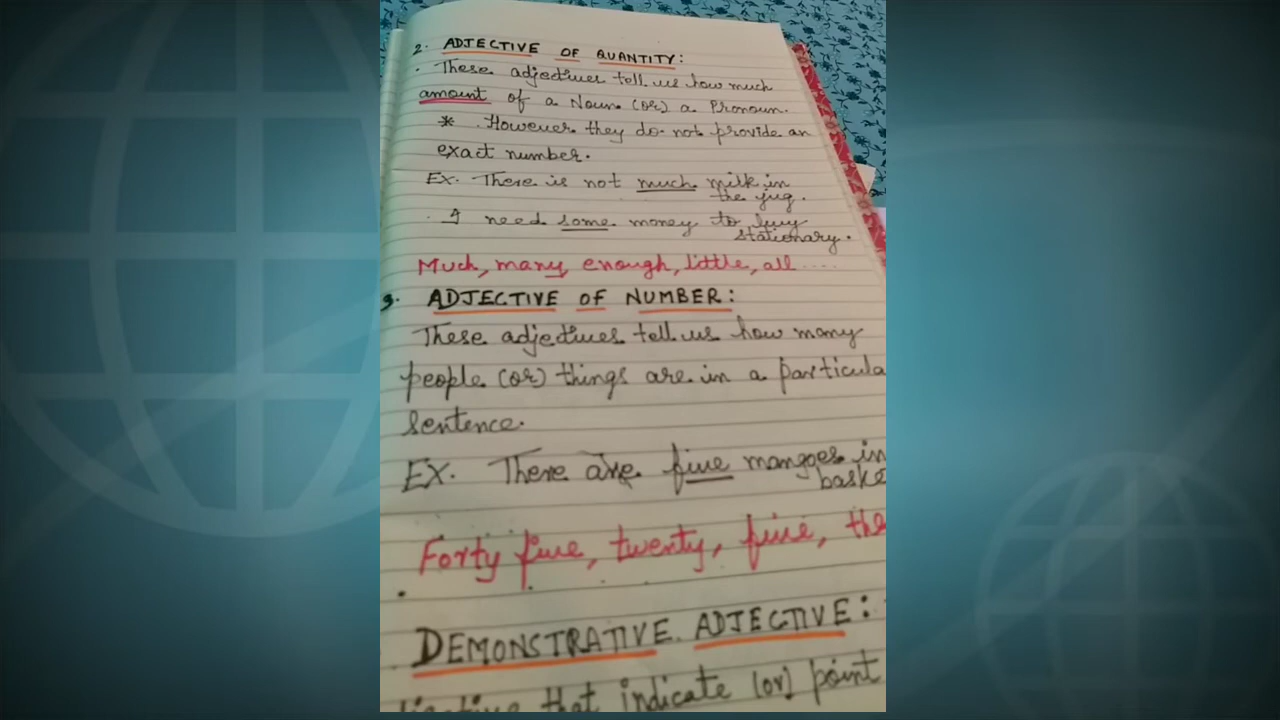 2. ADJECTIVE OF QUANTITY:
. These adjectives tell us how much
amount of a Noun (or) a Pronoun.
* . However they do not provide an
exact number.
Ex. There is not much milk in
the jug.
. I need some money to buy
stationary.
Much, many, enough, little, all ....
3. ADJECTIVE OF NUMBER:
These adjectives tell us how many
people (or) things are in a particula
sentence.
EX. There are five mangoes in
baske
Forty five, twenty, five, the
. DEMONSTRATIVE ADJECTIVE:
that indicate (or) point